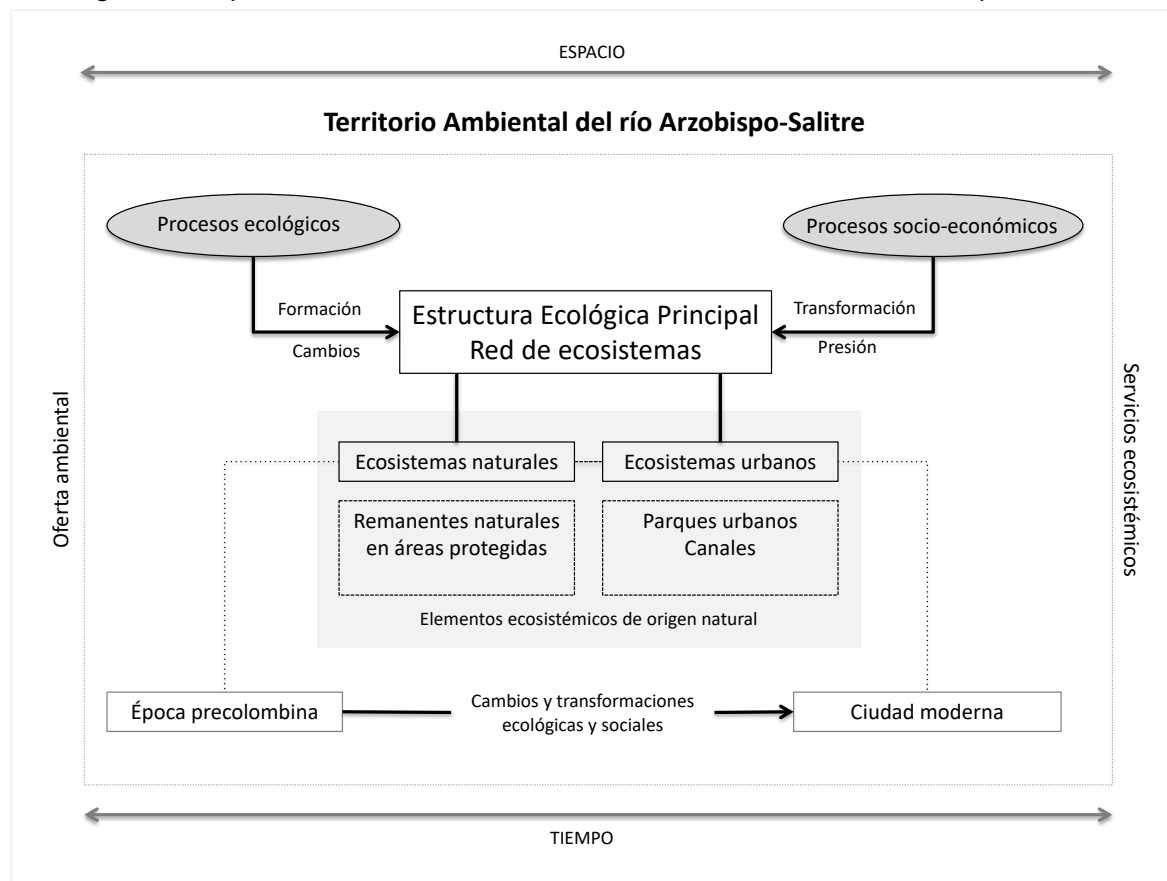 ESPACIO
Territorio Ambiental del río Arzobispo-Salitre
Procesos ecológicos
Procesos socio-económicos
Formación
Cambios
Estructura Ecológica Principal
Red de ecosistemas
Transformación
Presión
Oferta ambiental
Servicios ecosistémicos
Ecosistemas naturales
Ecosistemas urbanos
Remanentes naturales
en áreas protegidas
Parques urbanos
Canales
Elementos ecosistémicos de origen natural
Época precolombina
Cambios y transformaciones
ecológicas y sociales
Ciudad moderna
TIEMPO